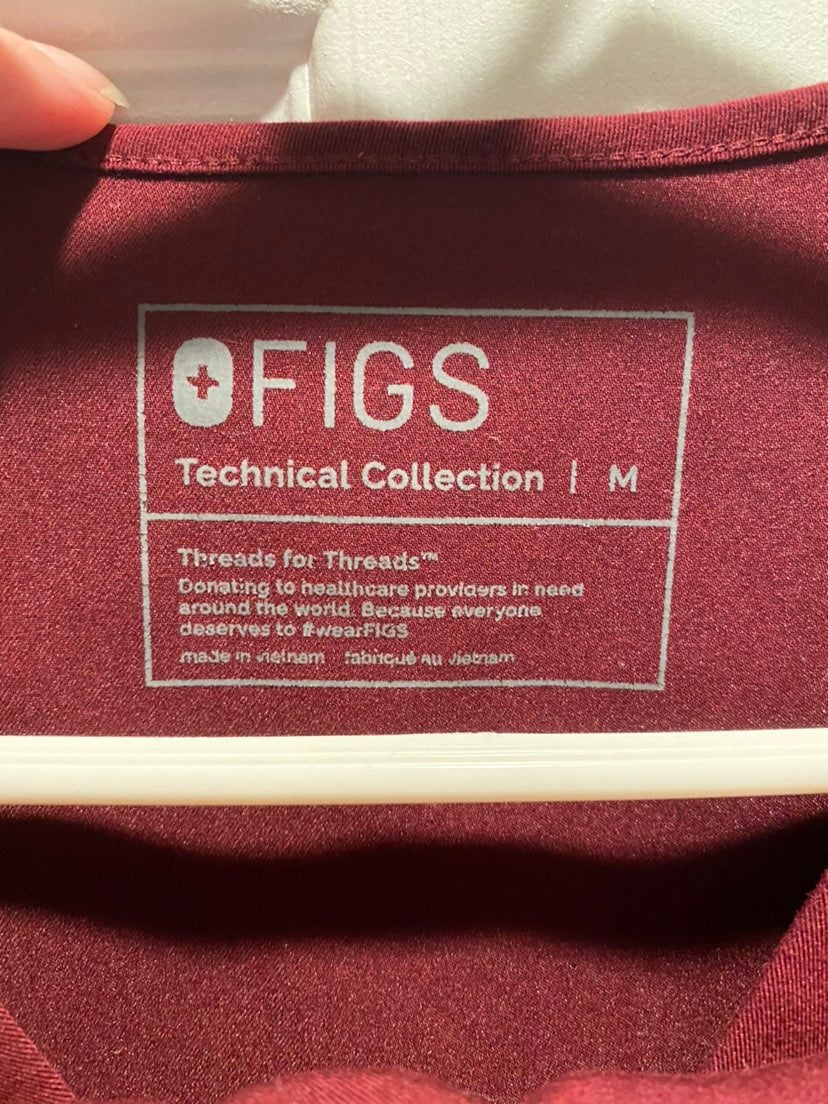 FIGS
Technical Collection | M
Threads for Threads™
Donating to healthcare providers in need
around the world. Because everyone
deserves to #wearFIGS
made in vietnam fabriqué au vietnam